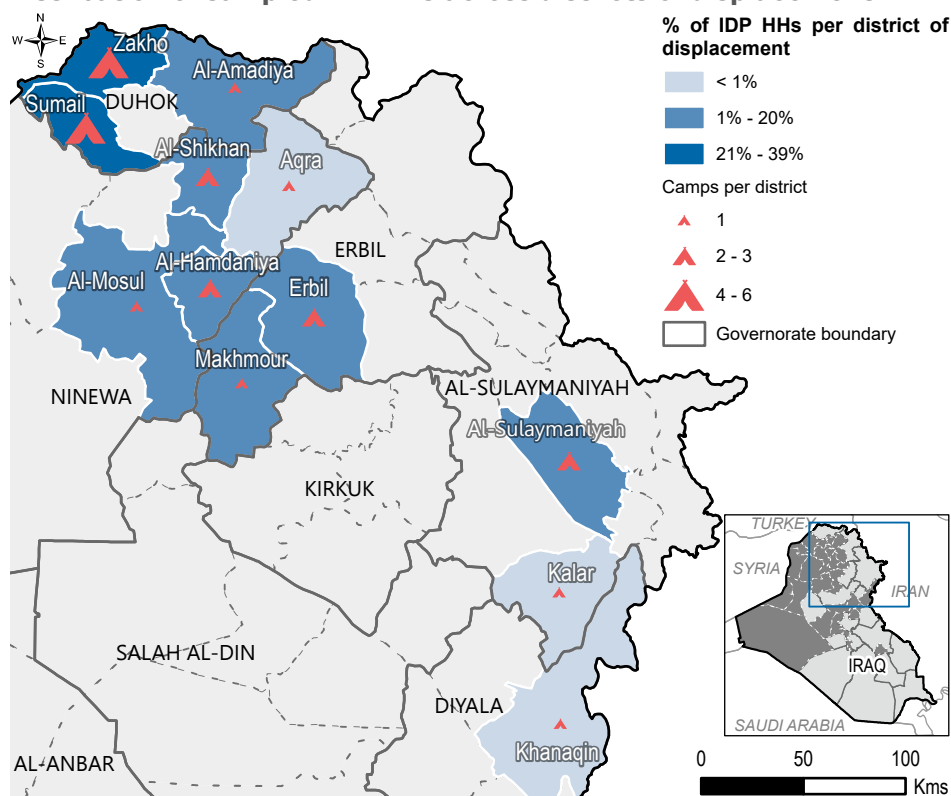 N
W E
S
% of IDP HHs per district of
displacement
< 1%
1% - 20%
21% - 39%
Camps per district
1
2 - 3
4 - 6
Governorate boundary
Zakho
Al-Amadiya
Sumail
DUHOK
Al-Shikhan
Aqra
ERBIL
Al-Hamdaniya
Al-Mosul
Erbil
Makhmour
NINEWA
AL-SULAYMANIYAH
Al-Sulaymaniyah
KIRKUK
Kalar
SALAH AL-DIN
DIYALA
Khanaqin
AL-ANBAR
TURKEY
SYRIA
IRAN
IRAQ
SAUDI ARABIA
0 50 100
Kms